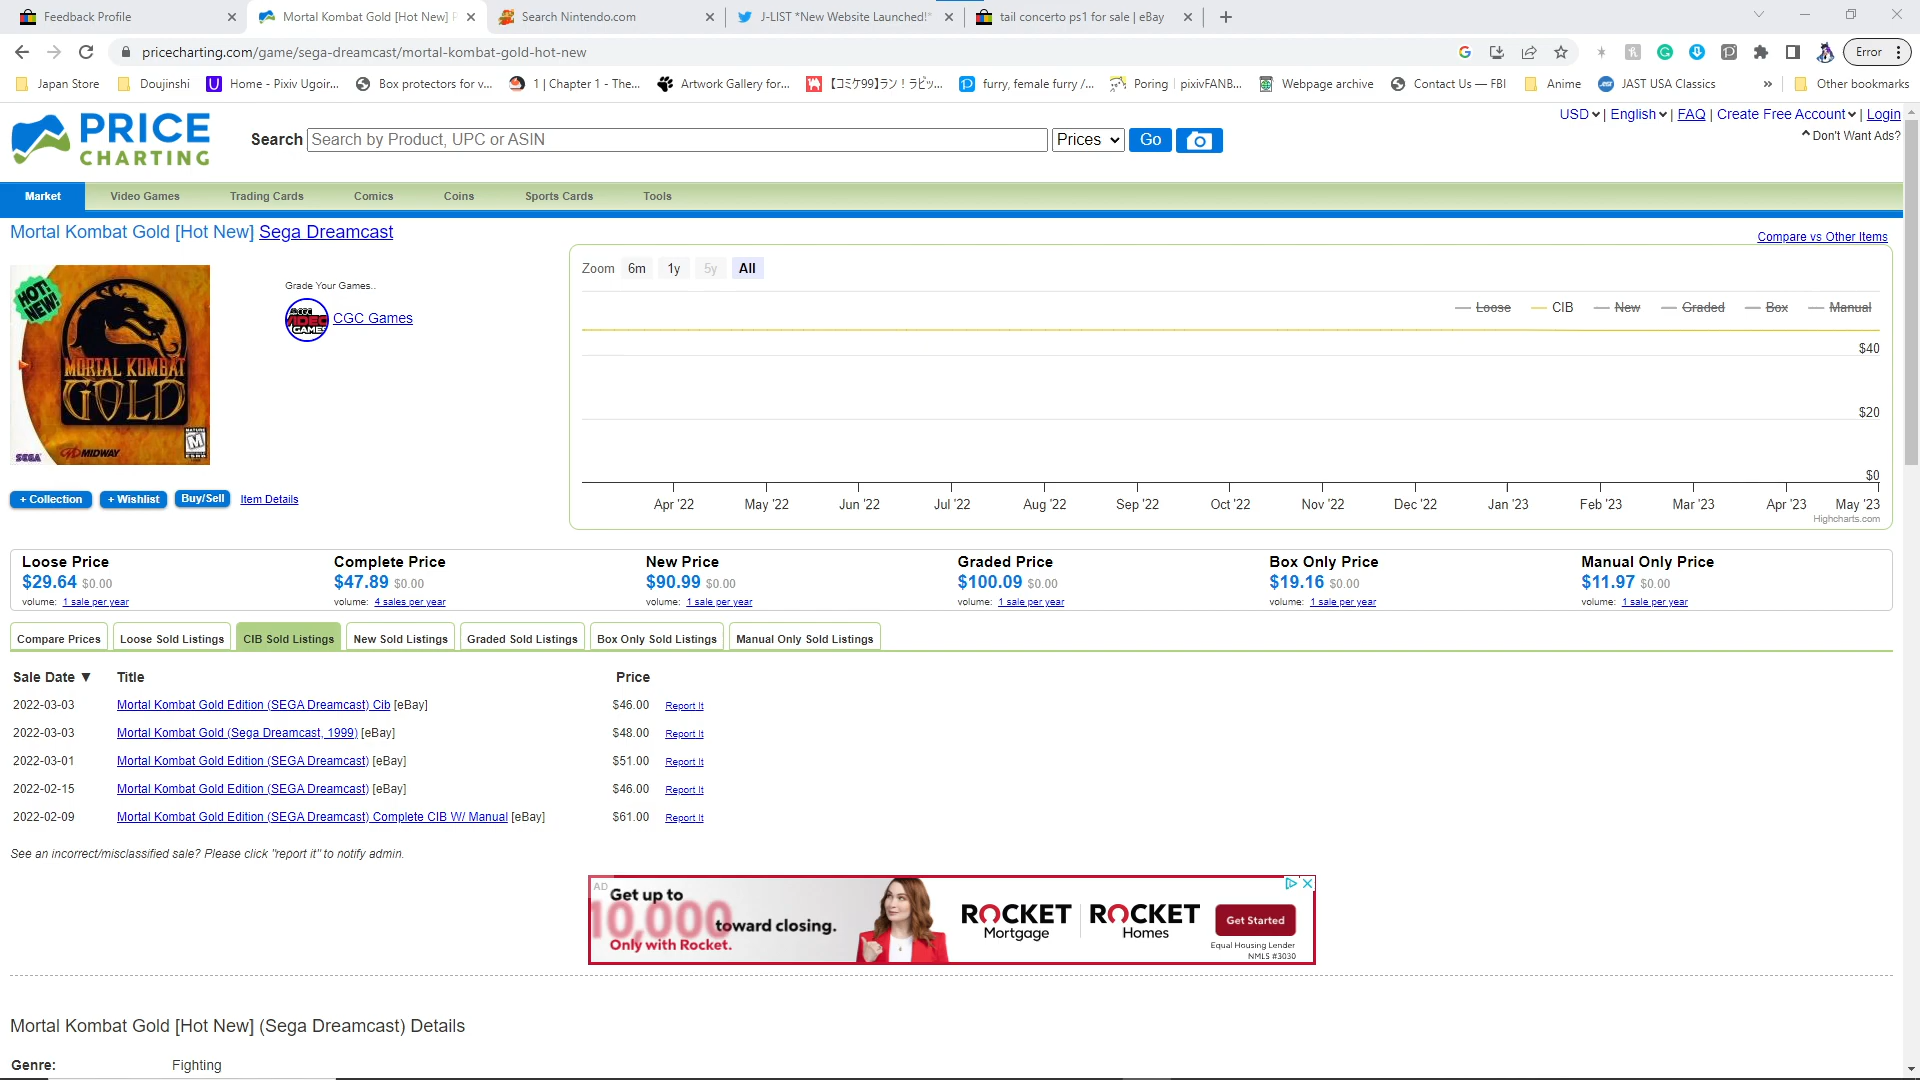 Feedback Profile
Mortal Kombat Gold [Hot New] P
Search Nintendo.com
J-LIST *New Website Launched!*
tail concerto ps1 for sale | eBay
pricecharting.com/game/sega-dreamcast/mortal-kombat-gold-hot-new
Error
Japan Store
Doujinshi
Home - Pixiv Ugoir...
Box protectors for v...
1 | Chapter 1 - The...
Artwork Gallery for...
【コミケ99】ラン！ラビッ...
furry, female furry /...
Poring | pixivFANB...
Webpage archive
Contact Us — FBI
Anime
JAST USA Classics
»
Other bookmarks
USD | English | FAQ | Create Free Account | Login
^ Don't Want Ads?
PRICE
CHARTING
Search
Search by Product, UPC or ASIN
Prices
Go
Market
Video Games
Trading Cards
Comics
Coins
Sports Cards
Tools
Mortal Kombat Gold [Hot New] Sega Dreamcast
Compare vs Other Items
HOT!
NEW!
MORTAL KOMBAT
GOLD
SEGA
MIDWAY
MATURE
M
ESRB
Grade Your Games..
CGC
VIDEO
GAMES
CGC Games
Zoom 6m 1y 5y All
Loose CIB New Graded Box Manual
$40
$20
$0
Apr '22 May '22 Jun '22 Jul '22 Aug '22 Sep '22 Oct '22 Nov '22 Dec '22 Jan '23 Feb '23 Mar '23 Apr '23 May '23
Highcharts.com
+ Collection
+ Wishlist
Buy/Sell
Item Details
Loose Price Complete Price New Price Graded Price Box Only Price Manual Only Price
$29.64 $0.00 $47.89 $0.00 $90.99 $0.00 $100.09 $0.00 $19.16 $0.00 $11.97 $0.00
volume: 1 sale per year volume: 4 sales per year volume: 1 sale per year volume: 1 sale per year volume: 1 sale per year volume: 1 sale per year
Compare Prices
Loose Sold Listings
CIB Sold Listings
New Sold Listings
Graded Sold Listings
Box Only Sold Listings
Manual Only Sold Listings
Sale Date ▼ Title Price
2022-03-03 Mortal Kombat Gold Edition (SEGA Dreamcast) Cib [eBay] $46.00 Report It
2022-03-03 Mortal Kombat Gold (Sega Dreamcast, 1999) [eBay] $48.00 Report It
2022-03-01 Mortal Kombat Gold Edition (SEGA Dreamcast) [eBay] $51.00 Report It
2022-02-15 Mortal Kombat Gold Edition (SEGA Dreamcast) [eBay] $46.00 Report It
2022-02-09 Mortal Kombat Gold Edition (SEGA Dreamcast) Complete CIB W/ Manual [eBay] $61.00 Report It
See an incorrect/misclassified sale? Please click "report it" to notify admin.
AD
Get up to
10,000 toward closing.
Only with Rocket.
ROCKET
Mortgage
ROCKET
Homes
Get Started
Equal Housing Lender
NMLS #3030
Mortal Kombat Gold [Hot New] (Sega Dreamcast) Details
Genre: Fighting